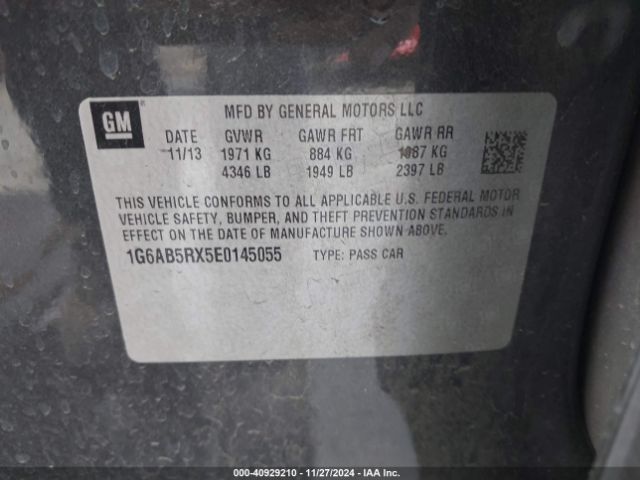 GM
MFD BY GENERAL MOTORS LLC
DATE GVWR GAWR FRT GAWR RR
11/13 1971 KG 884 KG 1087 KG
4346 LB 1949 LB 2397 LB
THIS VEHICLE CONFORMS TO ALL APPLICABLE U.S. FEDERAL MOTOR
VEHICLE SAFETY, BUMPER, AND THEFT PREVENTION STANDARDS IN
EFFECT ON THE DATE OF MANUFACTURE SHOWN ABOVE.
1G6AB5RX5E0145055 TYPE: PASS CAR
000-40929210 - 11/27/2024 - IAA Inc.